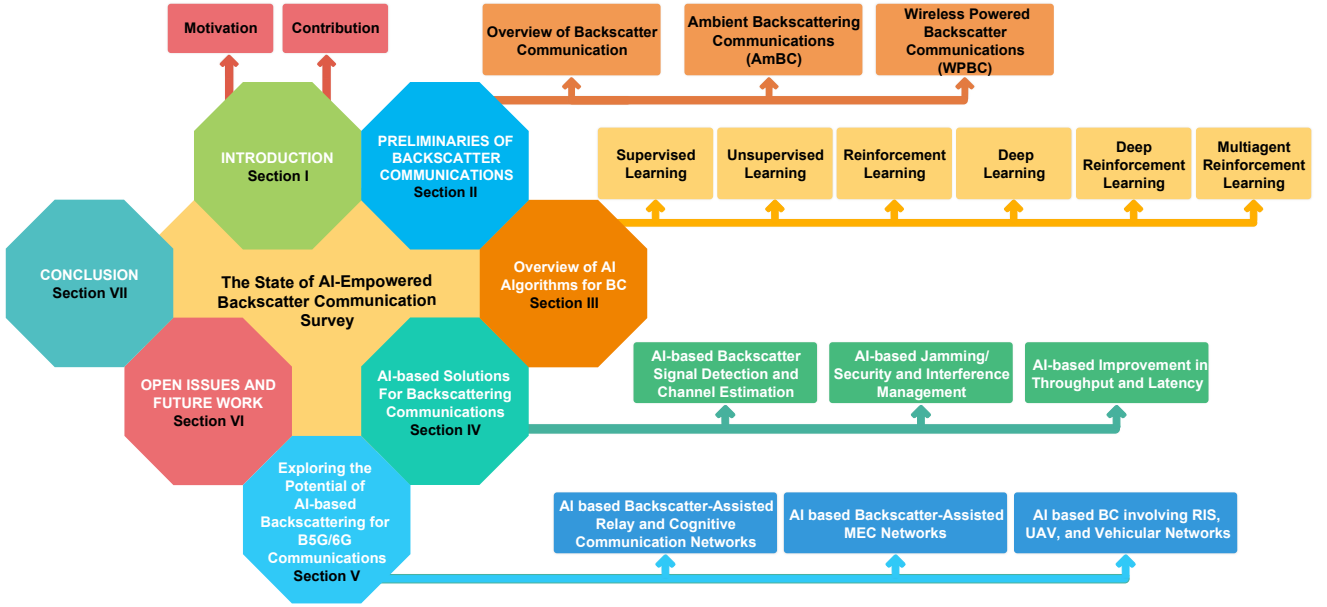 Motivation
Contribution
Overview of Backscatter
Communication
Ambient Backscattering
Communications
(AmBC)
Wireless Powered
Backscatter
Communications
(WPBC)
INTRODUCTION
Section I
PRELIMINARIES OF
BACKSCATTER
COMMUNICATIONS
Section II
Supervised
Learning
Unsupervised
Learning
Reinforcement
Learning
Deep
Learning
Deep
Reinforcement
Learning
Multiagent
Reinforcement
Learning
CONCLUSION
Section VII
The State of AI-Empowered
Backscatter Communication
Survey
Overview of AI
Algorithms for BC
Section III
OPEN ISSUES AND
FUTURE WORK
Section VI
AI-based Solutions
For Backscattering
Communications
Section IV
AI-based Backscatter
Signal Detection and
Channel Estimation
AI-based Jamming/
Security and Interference
Management
AI-based Improvement in
Throughput and Latency
Exploring the
Potential of
AI-based
Backscattering for
B5G/6G
Communications
Section V
AI based Backscatter-Assisted
Relay and Cognitive
Communication Networks
AI based Backscatter-Assisted
MEC Networks
AI based BC involving RIS,
UAV, and Vehicular Networks